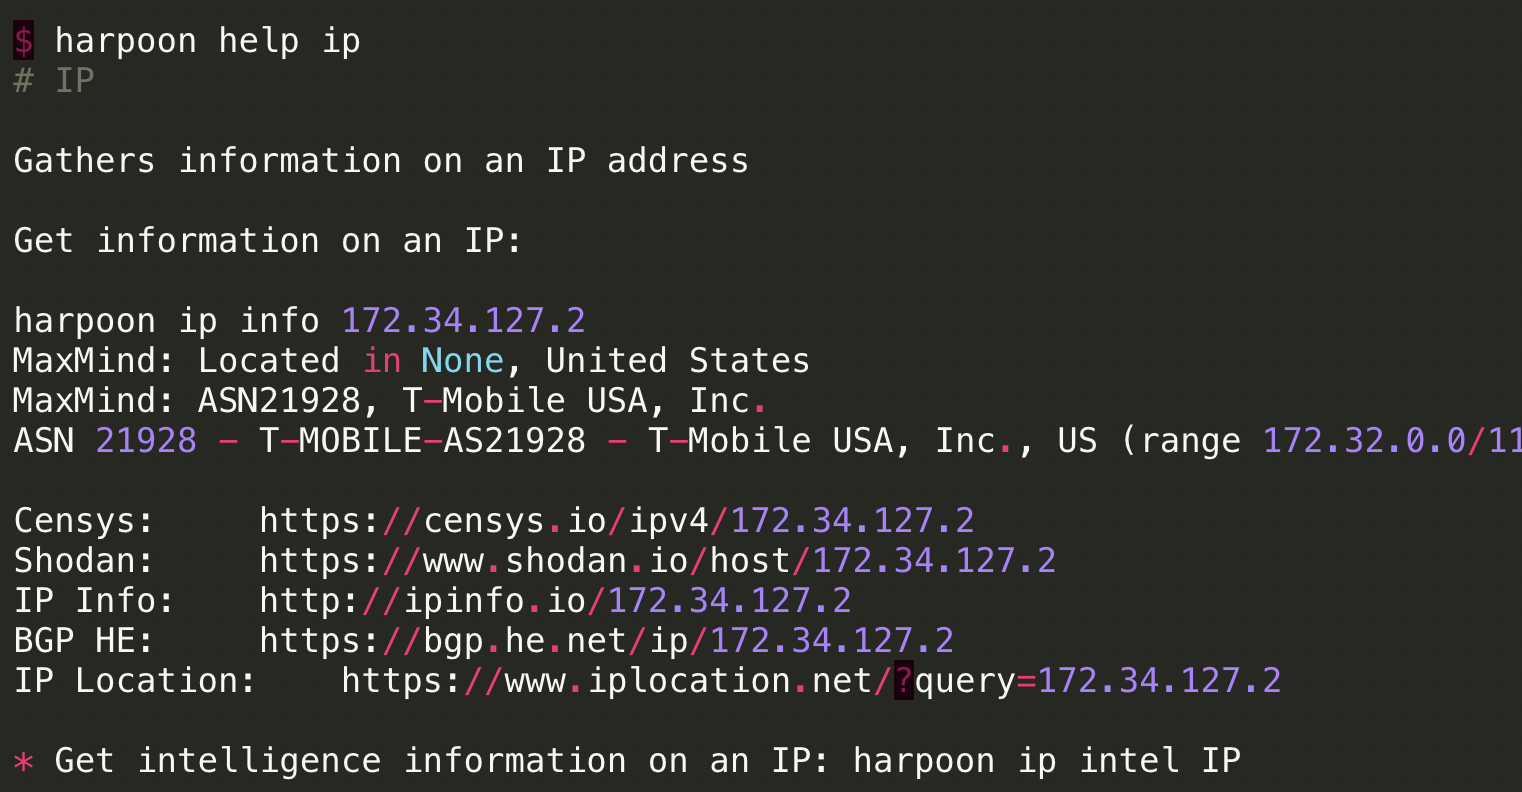 $ harpoon help ip
# IP
Gathers information on an IP address
Get information on an IP:
harpoon ip info 172.34.127.2
MaxMind: Located in None, United States
MaxMind: ASN21928, T-Mobile USA, Inc.
ASN 21928 - T-MOBILE-AS21928 - T-Mobile USA, Inc., US (range 172.32.0.0/11
Censys: https://censys.io/ipv4/172.34.127.2
Shodan: https://www.shodan.io/host/172.34.127.2
IP Info: http://ipinfo.io/172.34.127.2
BGP HE: https://bgp.he.net/ip/172.34.127.2
IP Location: https://www.iplocation.net/?query=172.34.127.2
* Get intelligence information on an IP: harpoon ip intel IP